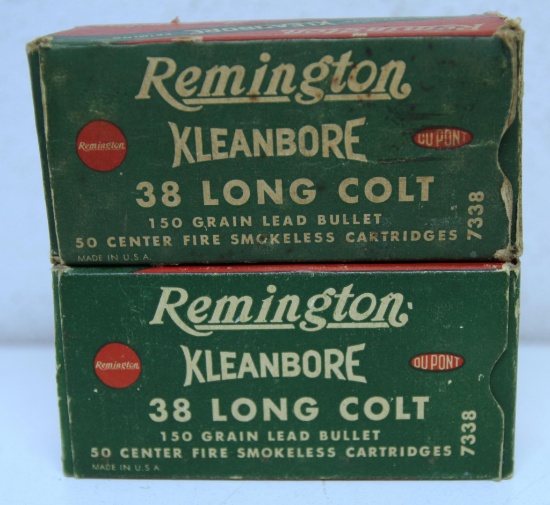 Remington
KLEANBORE
Remington
DU PONT
38 LONG COLT
150 GRAIN LEAD BULLET
50 CENTER FIRE SMOKELESS CARTRIDGES
7338
MADE IN U.S.A.
Remington
KLEANBORE
Remington
DU PONT
38 LONG COLT
150 GRAIN LEAD BULLET
50 CENTER FIRE SMOKELESS CARTRIDGES
7338
MADE IN U.S.A.